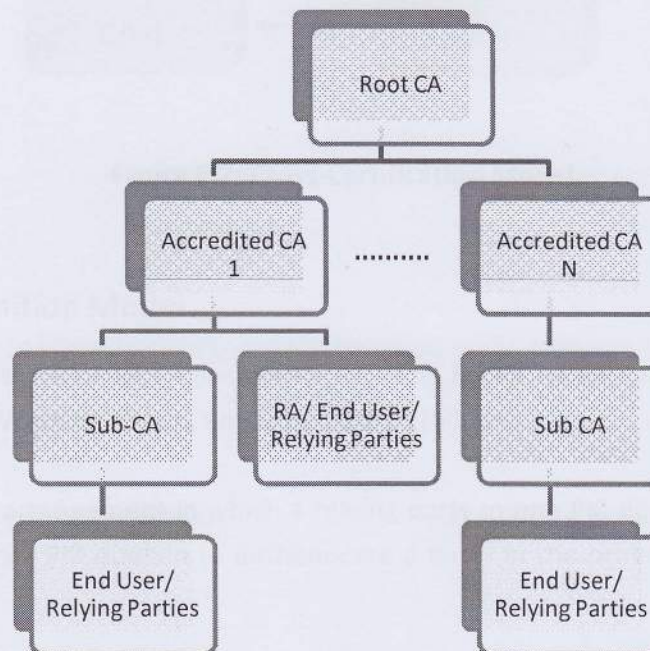 Root CA
Accredited CA
1
...........
Accredited CA
N
Sub-CA
RA/ End User/
Relying Parties
Sub CA
End User/
Relying Parties
End User/
Relying Parties